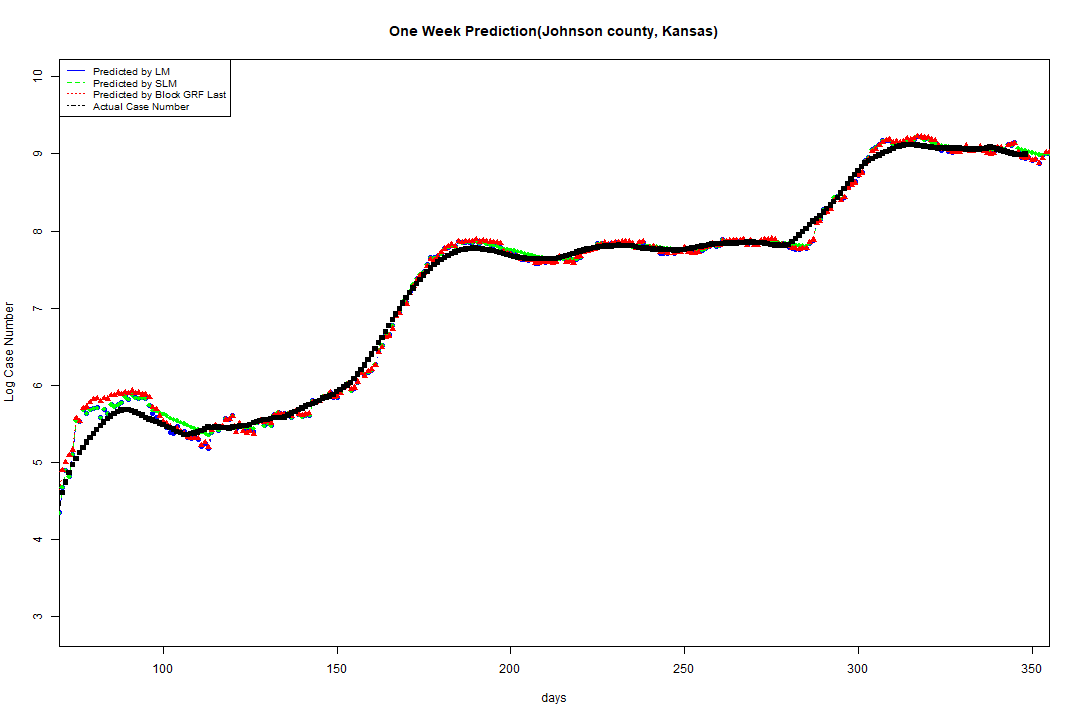 One Week Prediction(Johnson county, Kansas)
Predicted by LM
Predicted by SLM
Predicted by Block GRF Last
Actual Case Number
10
9
8
7
6
5
4
3
Log Case Number
100 150 200 250 300 350
days